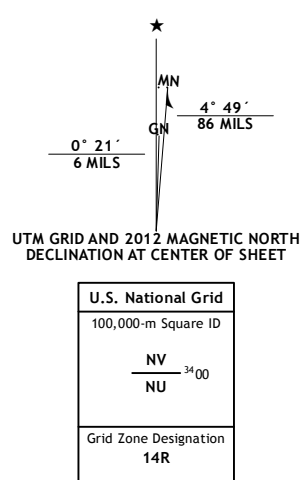 MN
4° 49´
86 MILS
GN
0° 21´
6 MILS
UTM GRID AND 2012 MAGNETIC NORTH
DECLINATION AT CENTER OF SHEET
U.S. National Grid
100,000-m Square ID
NV
3400
NU
Grid Zone Designation
14R